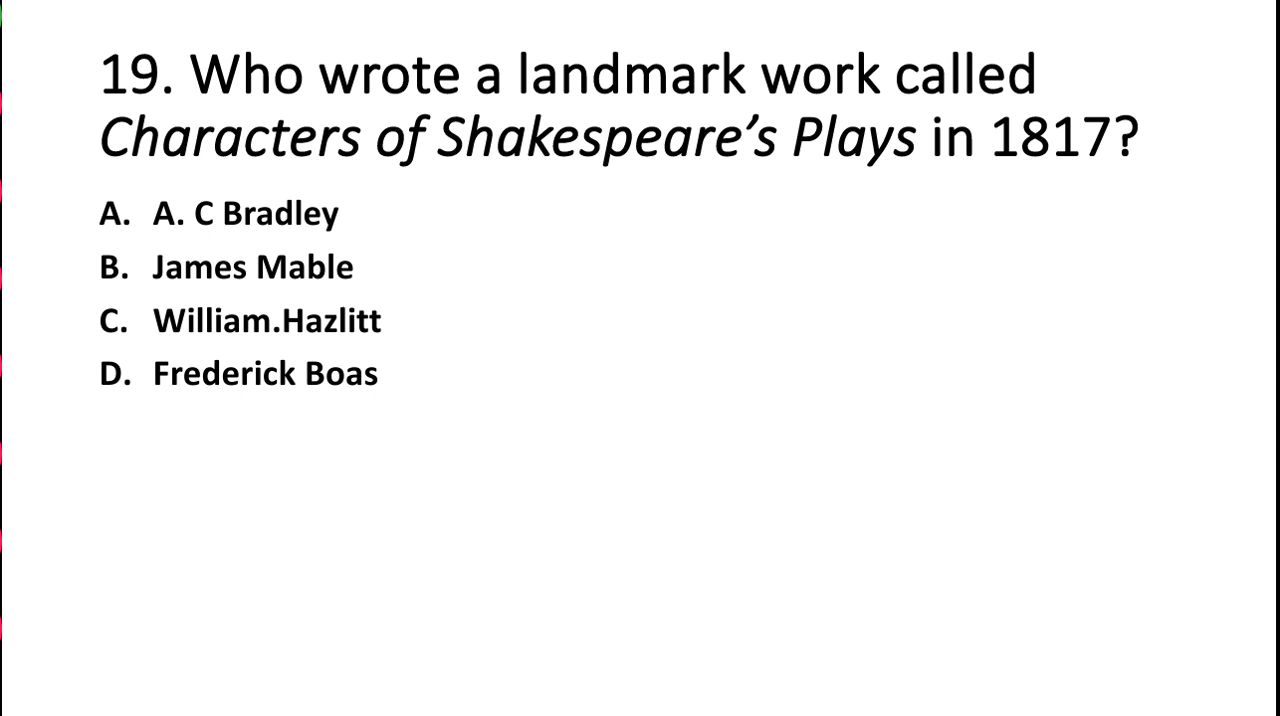 19. Who wrote a landmark work called
Characters of Shakespeare’s Plays in 1817?
A. A. C Bradley
B. James Mable
C. William.Hazlitt
D. Frederick Boas